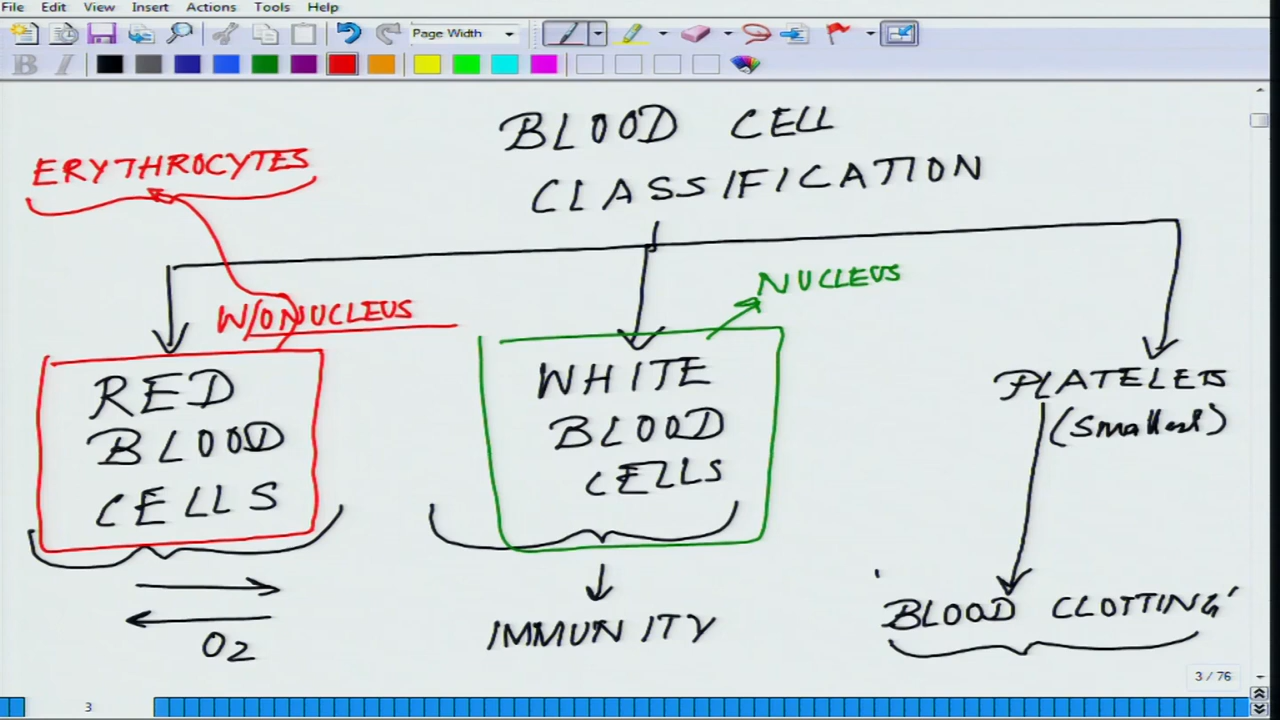 File Edit View Insert Actions Tools Help
Page Width
B I
BLOOD CELL
CLASSIFICATION
ERYTHROCYTES
W/O NUCLEUS
NUCLEUS
RED
BLOOD
CELLS
WHITE
BLOOD
CELLS
PLATELETS
(Smallest)
O2
IMMUNITY
'BLOOD CLOTTING'
3 / 76
3